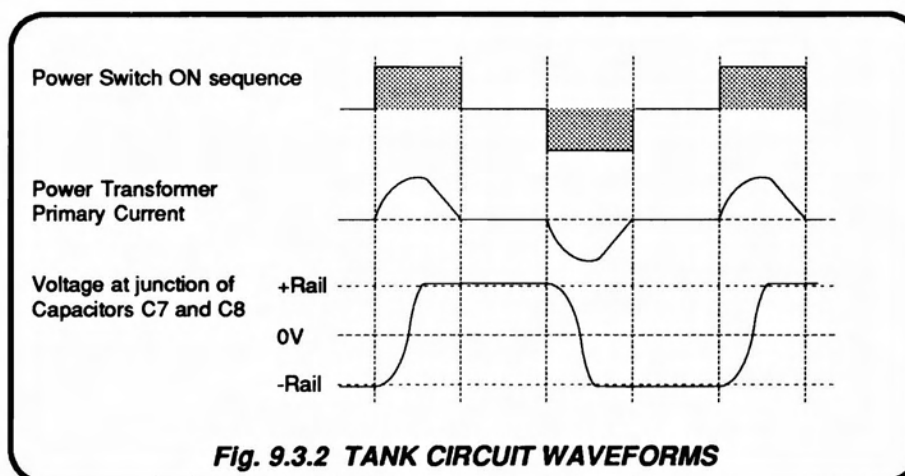 Power Switch ON sequence
Power Transformer
Primary Current
Voltage at junction of
Capacitors C7 and C8
+Rail
0V
-Rail
Fig. 9.3.2 TANK CIRCUIT WAVEFORMS